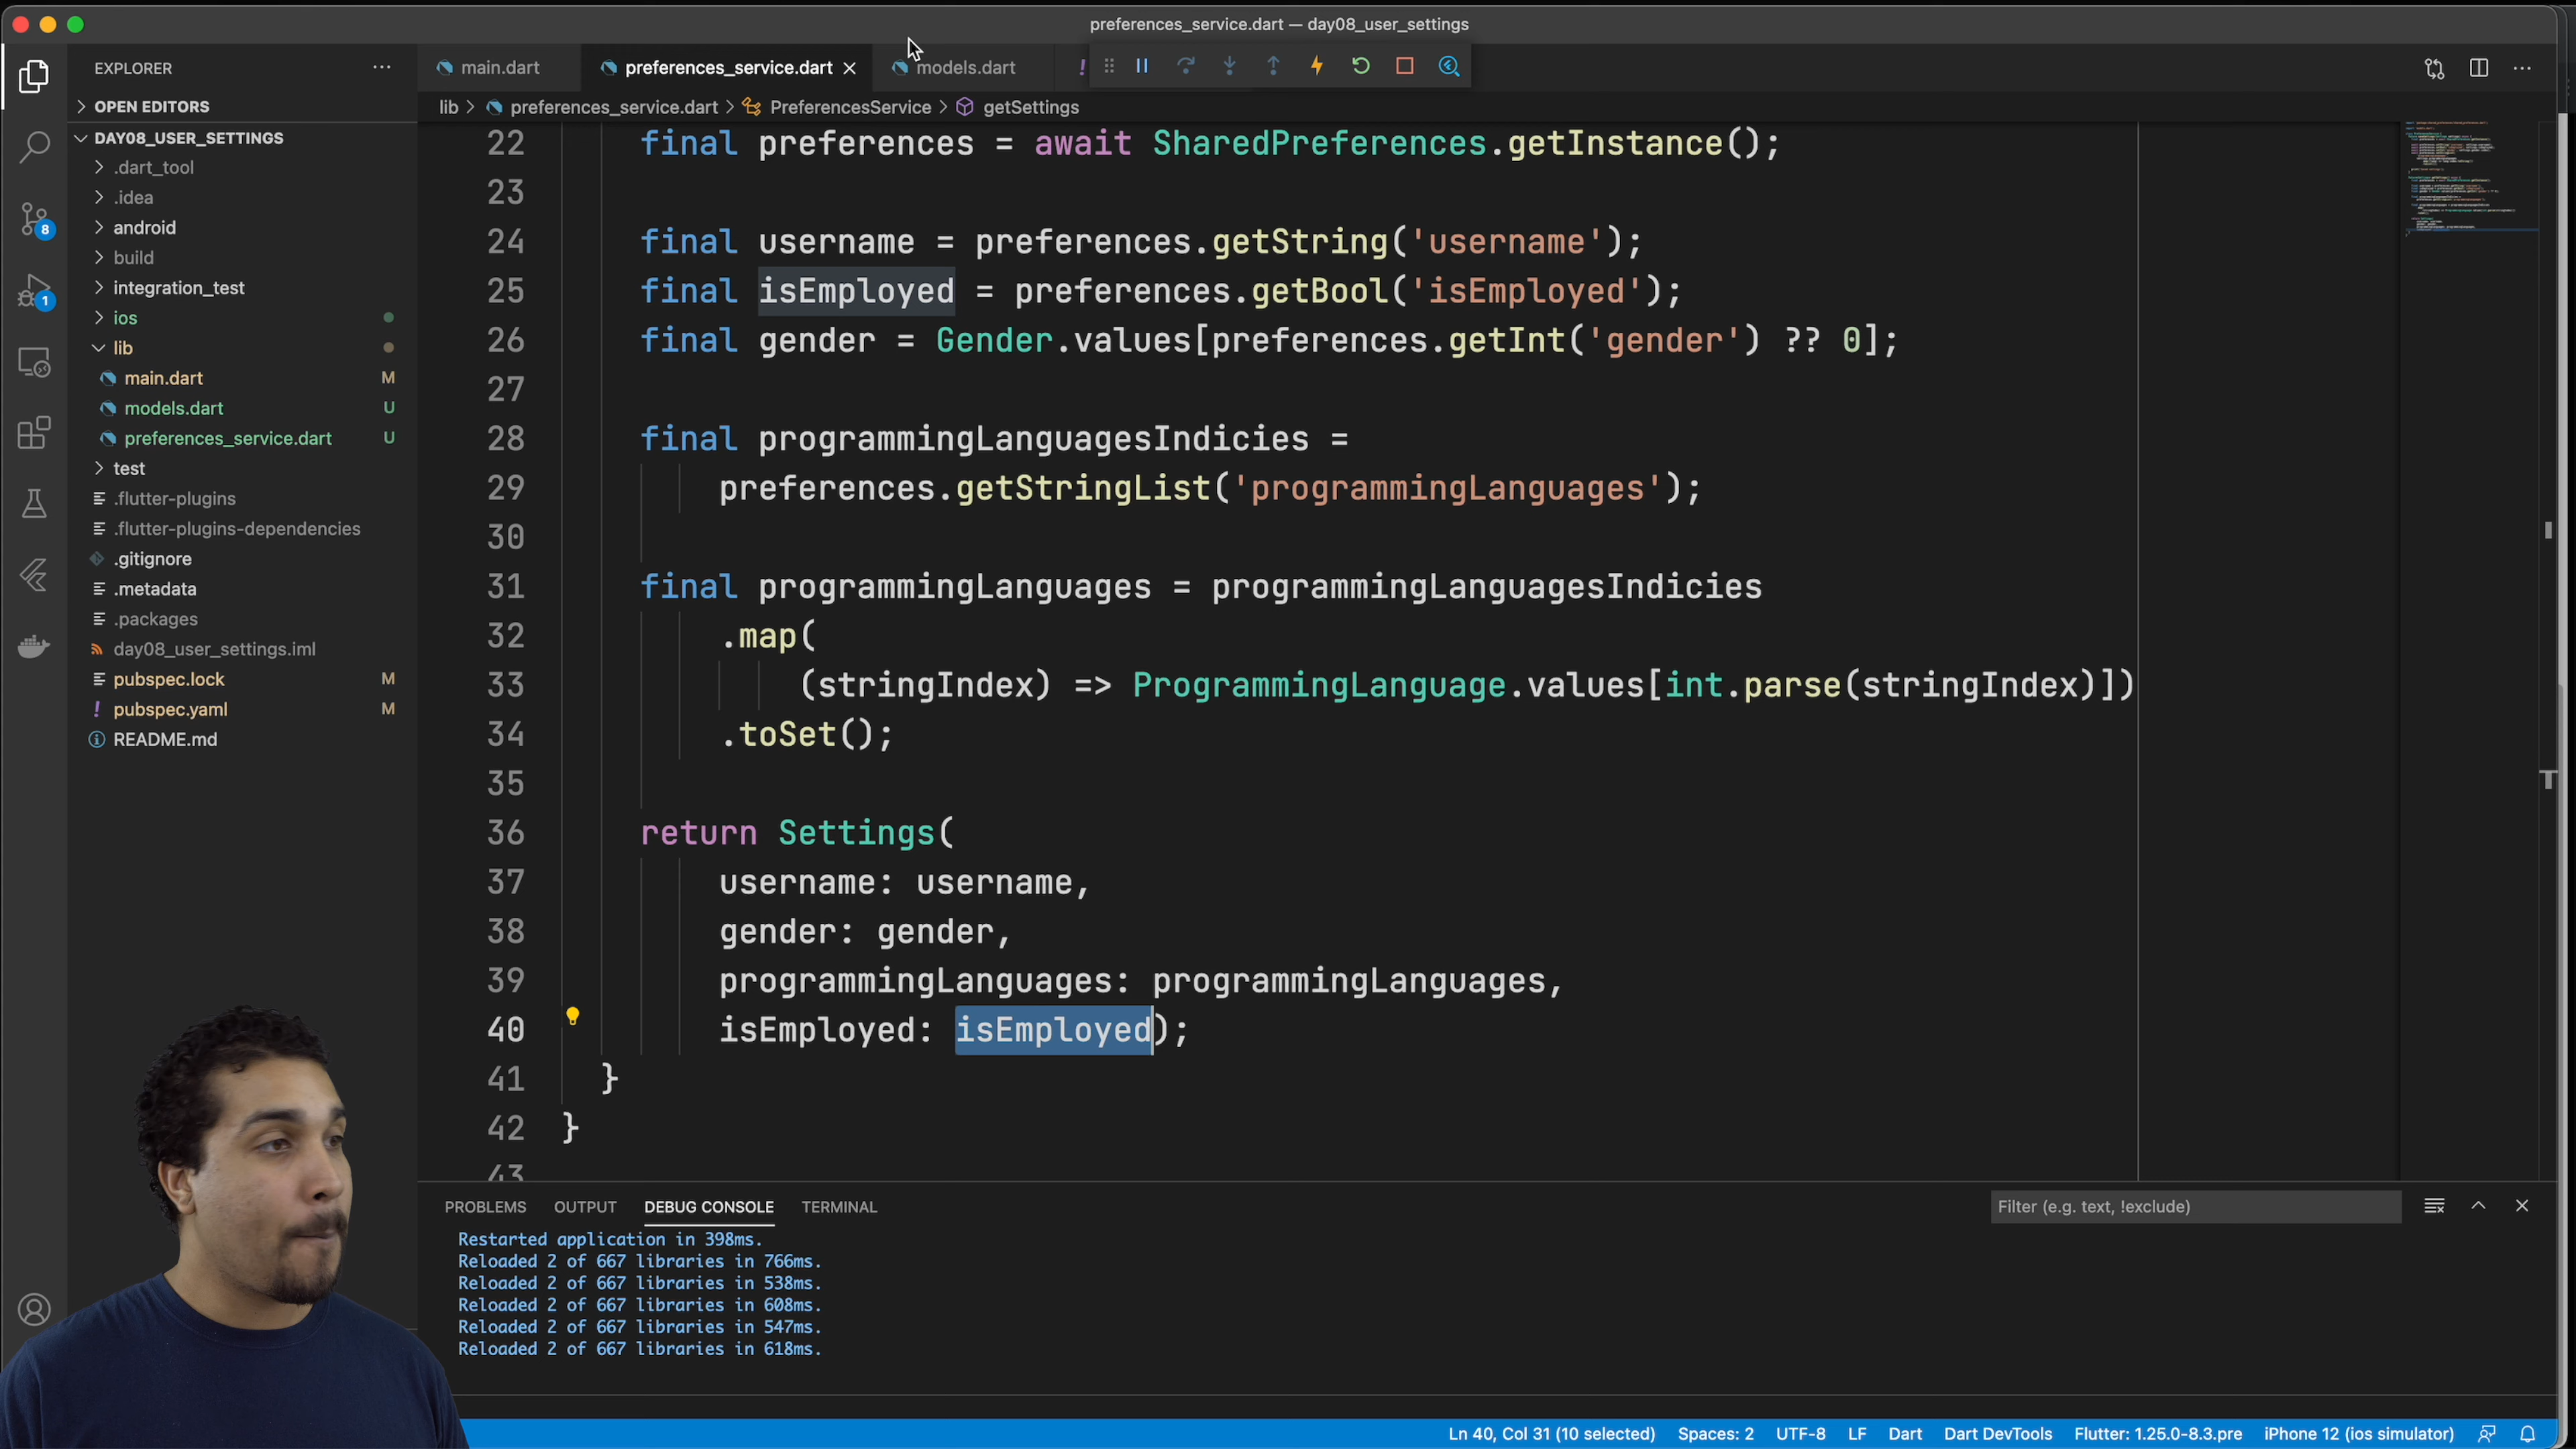 preferences_service.dart — day08_user_settings
EXPLORER
main.dart
preferences_service.dart
models.dart
OPEN EDITORS
lib > preferences_service.dart > PreferencesService > getSettings
DAY08_USER_SETTINGS
.dart_tool
.idea
android
build
integration_test
ios
lib
main.dart M
models.dart U
preferences_service.dart U
test
.flutter-plugins
.flutter-plugins-dependencies
.gitignore
.metadata
.packages
day08_user_settings.iml
pubspec.lock M
pubspec.yaml M
README.md
8
1
22 final preferences = await SharedPreferences.getInstance();
23
24 final username = preferences.getString('username');
25 final isEmployed = preferences.getBool('isEmployed');
26 final gender = Gender.values[preferences.getInt('gender') ?? 0];
27
28 final programmingLanguagesIndicies =
29 preferences.getStringList('programmingLanguages');
30
31 final programmingLanguages = programmingLanguagesIndicies
32 .map(
33 (stringIndex) => ProgrammingLanguage.values[int.parse(stringIndex)])
34 .toSet();
35
36 return Settings(
37 username: username,
38 gender: gender,
39 programmingLanguages: programmingLanguages,
40 isEmployed: isEmployed);
41 }
42 }
43
PROBLEMS OUTPUT DEBUG CONSOLE TERMINAL
Filter (e.g. text, !exclude)
Restarted application in 398ms.
Reloaded 2 of 667 libraries in 766ms.
Reloaded 2 of 667 libraries in 538ms.
Reloaded 2 of 667 libraries in 608ms.
Reloaded 2 of 667 libraries in 547ms.
Reloaded 2 of 667 libraries in 618ms.
Ln 40, Col 31 (10 selected) Spaces: 2 UTF-8 LF Dart Dart DevTools Flutter: 1.25.0-8.3.pre iPhone 12 (ios simulator)